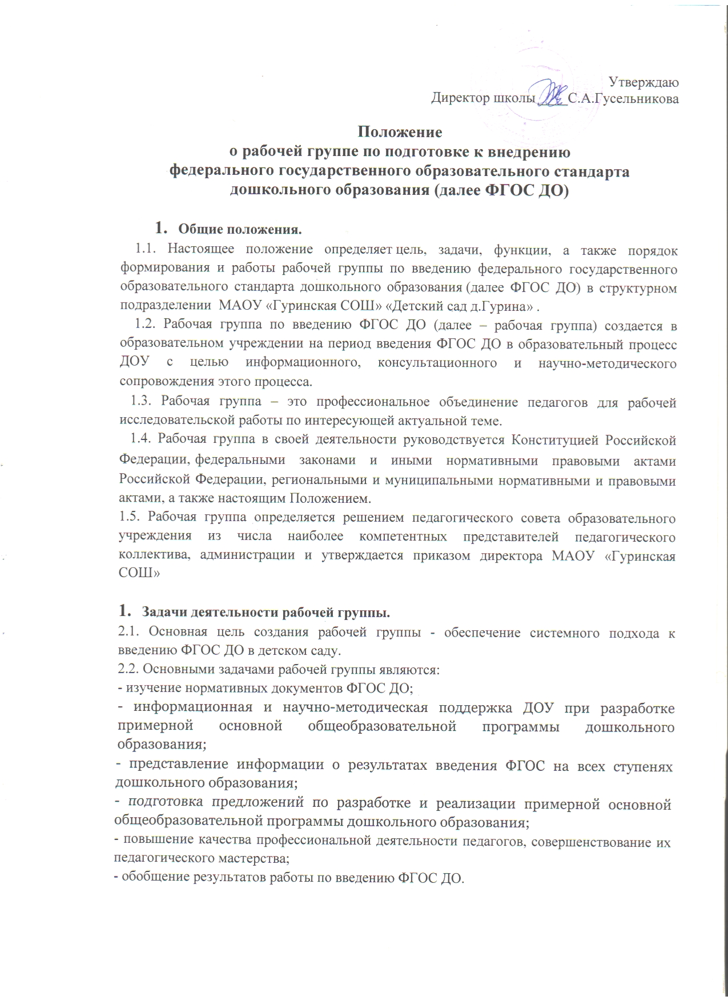 Утверждаю
Директор школы С.А.Гусельникова
Положение
о рабочей группе по подготовке к внедрению
федерального государственного образовательного стандарта
дошкольного образования (далее ФГОС ДО)
1. Общие положения.
1.1. Настоящее положение определяет цель, задачи, функции, а также порядок
формирования и работы рабочей группы по введению федерального государственного
образовательного стандарта дошкольного образования (далее ФГОС ДО) в структурном
подразделении МАОУ «Гуринская СОШ» «Детский сад д.Гурина» .
1.2. Рабочая группа по введению ФГОС ДО (далее – рабочая группа) создается в
образовательном учреждении на период введения ФГОС ДО в образовательный процесс
ДОУ с целью информационного, консультационного и научно-методического
сопровождения этого процесса.
1.3. Рабочая группа – это профессиональное объединение педагогов для рабочей
исследовательской работы по интересующей актуальной теме.
1.4. Рабочая группа в своей деятельности руководствуется Конституцией Российской
Федерации, федеральными законами и иными нормативными правовыми актами
Российской Федерации, региональными и муниципальными нормативными и правовыми
актами, а также настоящим Положением.
1.5. Рабочая группа определяется решением педагогического совета образовательного
учреждения из числа наиболее компетентных представителей педагогического
коллектива, администрации и утверждается приказом директора МАОУ «Гуринская
СОШ»
1. Задачи деятельности рабочей группы.
2.1. Основная цель создания рабочей группы - обеспечение системного подхода к
введению ФГОС ДО в детском саду.
2.2. Основными задачами рабочей группы являются:
- изучение нормативных документов ФГОС ДО;
- информационная и научно-методическая поддержка ДОУ при разработке
примерной основной общеобразовательной программы дошкольного
образования;
- представление информации о результатах введения ФГОС на всех ступенях
дошкольного образования;
- подготовка предложений по разработке и реализации примерной основной
общеобразовательной программы дошкольного образования;
- повышение качества профессиональной деятельности педагогов, совершенствование их
педагогического мастерства;
- обобщение результатов работы по введению ФГОС ДО.